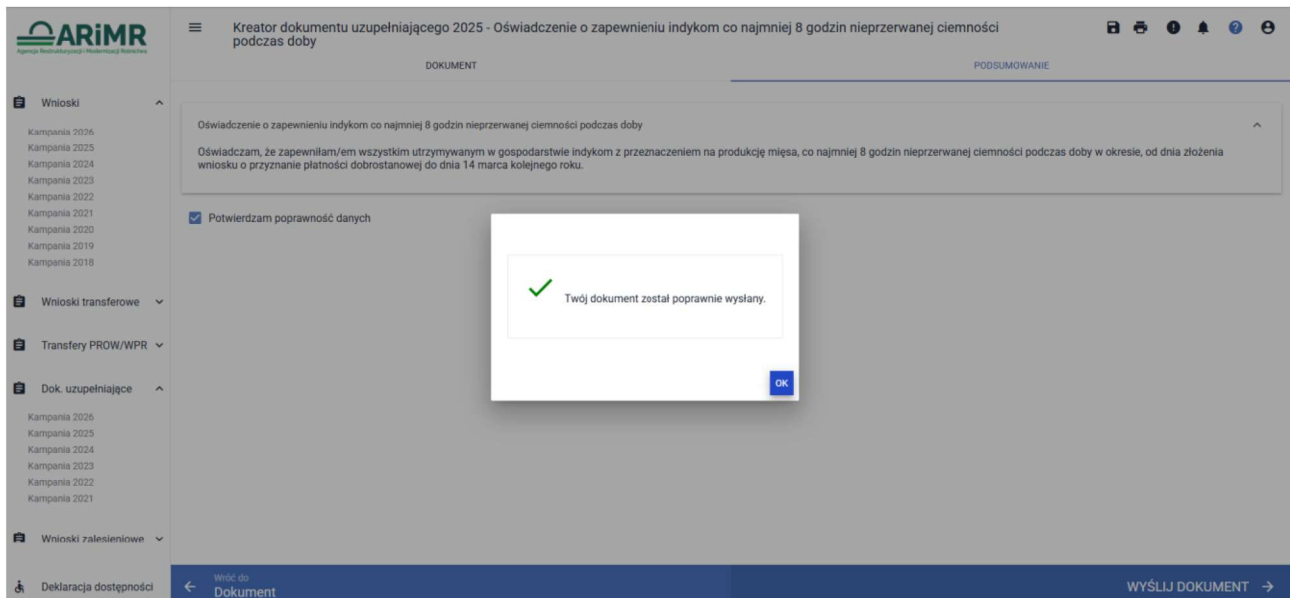 ARiMR
Agencja Restrukturyzacji i Modernizacji Rolnictwa
Kreator dokumentu uzupełniającego 2025 - Oświadczenie o zapewnieniu indykom co najmniej 8 godzin nieprzerwanej ciemności
podczas doby
DOKUMENT
PODSUMOWANIE
Wnioski
Kampania 2026
Kampania 2025
Kampania 2024
Kampania 2023
Kampania 2022
Kampania 2021
Kampania 2020
Kampania 2019
Kampania 2018
Wnioski transferowe
Transfery PROW/WPR
Dok. uzupełniające
Kampania 2026
Kampania 2025
Kampania 2024
Kampania 2023
Kampania 2022
Kampania 2021
Wnioski zalesieniowe
Deklaracja dostępności
Oświadczenie o zapewnieniu indykom co najmniej 8 godzin nieprzerwanej ciemności podczas doby
Oświadczam, że zapewniłam/em wszystkim utrzymywanym w gospodarstwie indykom z przeznaczeniem na produkcję mięsa, co najmniej 8 godzin nieprzerwanej ciemności podczas doby w okresie, od dnia złożenia
wniosku o przyznanie płatności dobrostanowej do dnia 14 marca kolejnego roku.
Potwierdzam poprawność danych
Twój dokument został poprawnie wysłany.
OK
Wróć do
Dokument
WYŚLIJ DOKUMENT